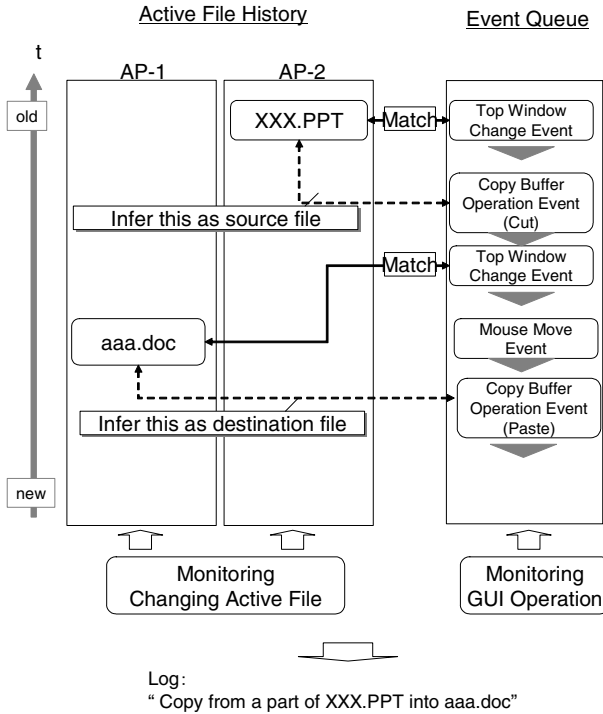 Active File History
Event Queue
t
AP-1
AP-2
old
XXX.PPT
Match
Top Window
Change Event
Copy Buffer
Operation Event
(Cut)
Infer this as source file
Match
Top Window
Change Event
aaa.doc
Mouse Move
Event
Copy Buffer
Operation Event
(Paste)
Infer this as destination file
new
Monitoring
Changing Active File
Monitoring
GUI Operation
Log:
“ Copy from a part of XXX.PPT into aaa.doc”